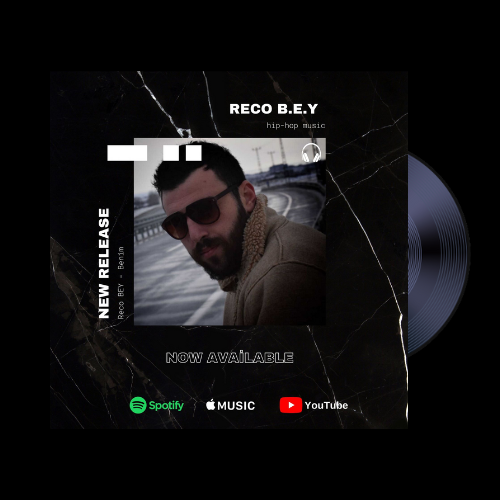 RECO B.E.Y
hip-hop music
NEW RELEASE
Reco BEY - Benim
NOW AVAİLABLE
Spotify
MUSIC
YouTube